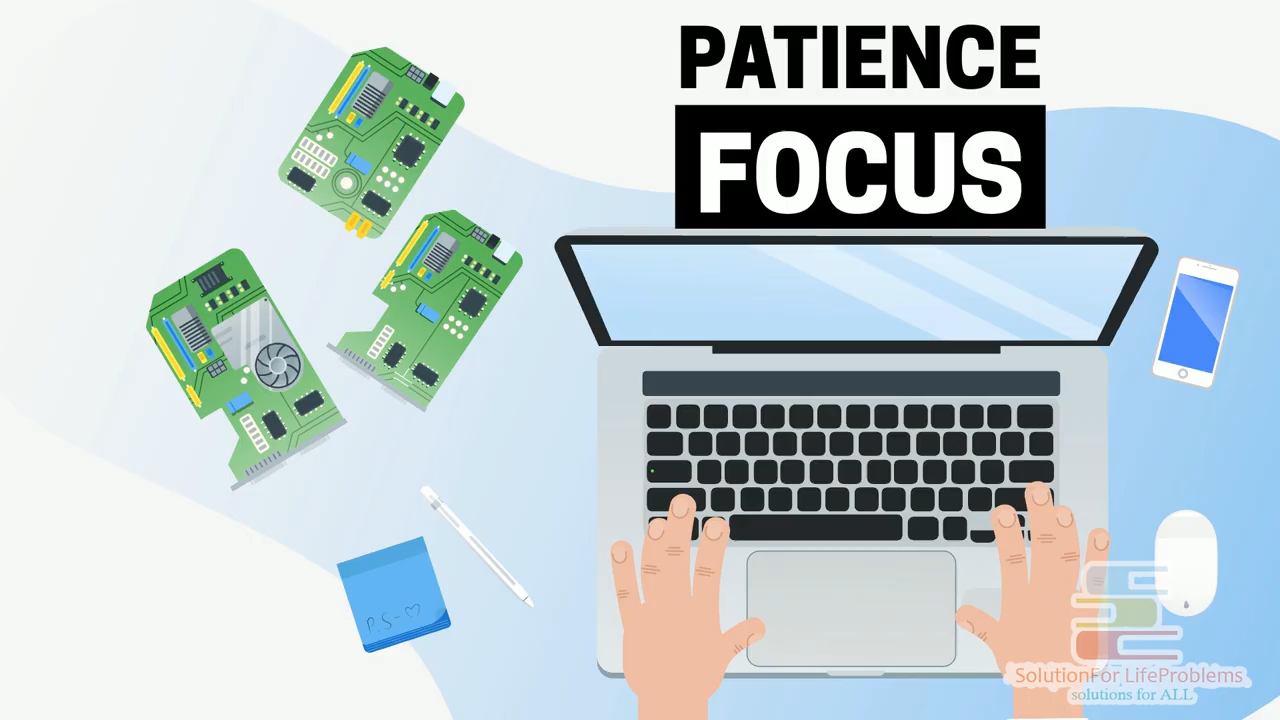 PATIENCE
FOCUS
P.S-♡
SolutionFor LifeProblems
solutions for ALL